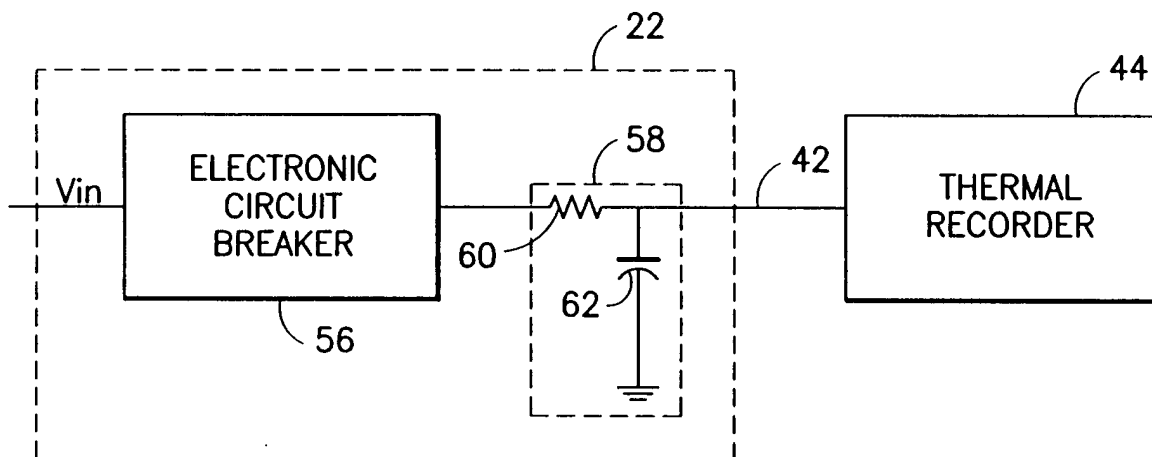 22
44
58
42
Vin
ELECTRONIC
CIRCUIT
BREAKER
THERMAL
RECORDER
60
62
56